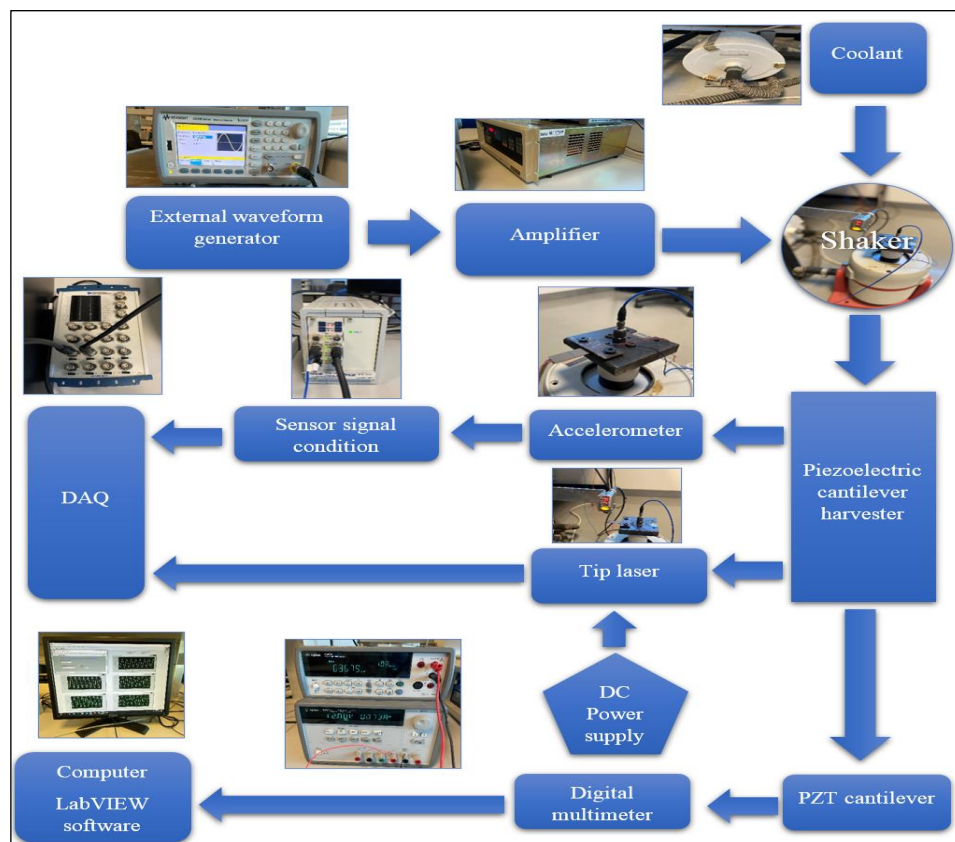 Coolant
External waveform
generator
Amplifier
Shaker
Sensor signal
condition
Accelerometer
DAQ
Piezoelectric
cantilever
harvester
Tip laser
DC
Power
supply
Computer
LabVIEW
software
Digital
multimeter
PZT cantilever